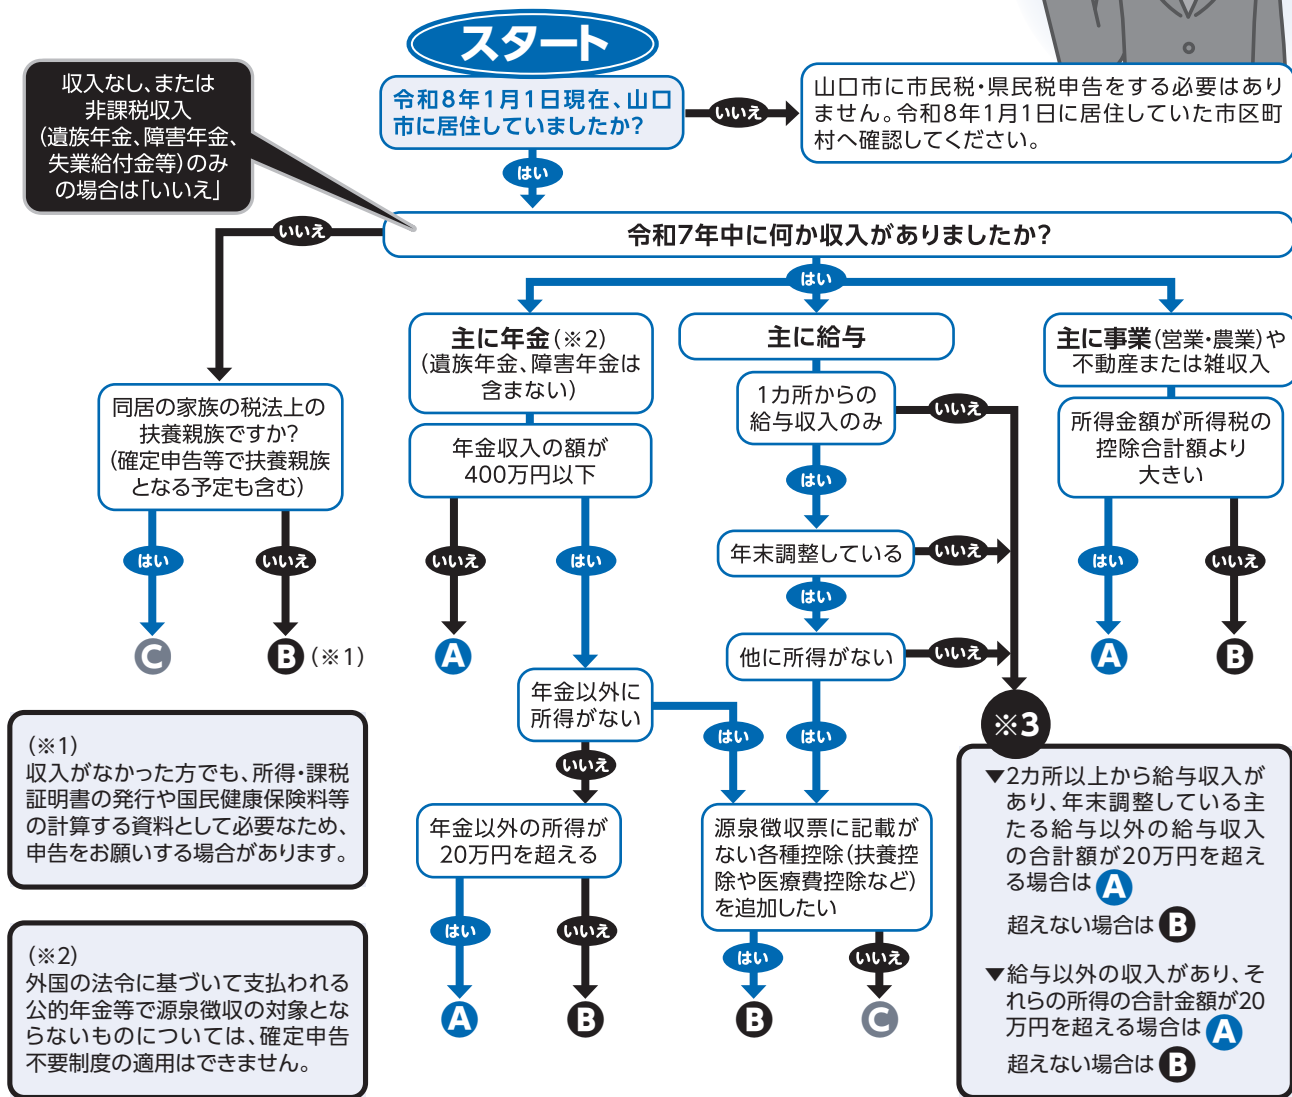 スタート
収入なし、または
非課税収入
(遺族年金、障害年金、
失業給付金等)のみ
の場合は「いいえ」
令和8年1月1日現在、山口
市に居住していましたか?
いいえ
山口市に市民税・県民税申告をする必要はあり
ません。令和8年1月1日に居住していた市区町
村へ確認してください。
はい
いいえ
令和7年中に何か収入がありましたか?
はい
同居の家族の税法上の
扶養親族ですか?
(確定申告等で扶養親族
となる予定も含む)
はい
いいえ
C
B (※1)
主に年金(※2)
(遺族年金、障害年金は
含まない)
年金収入の額が
400万円以下
いいえ
はい
A
年金以外に
所得がない
はい
いいえ
年金以外の所得が
20万円を超える
はい
いいえ
A
B
主に給与
1カ所からの
給与収入のみ
いいえ
はい
年末調整している
いいえ
はい
他に所得がない
いいえ
はい
源泉徴収票に記載が
ない各種控除(扶養控
除や医療費控除など)
を追加したい
はい
いいえ
B
C
主に事業(営業・農業)や
不動産または雑収入
所得金額が所得税の
控除合計額より
大きい
はい
いいえ
A
B
※3
▼2カ所以上から給与収入が
あり、年末調整している主
たる給与以外の給与収入
の合計額が20万円を超え
る場合は A
超えない場合は B
▼給与以外の収入があり、そ
れらの所得の合計金額が20
万円を超える場合は A
超えない場合は B
(※1)
収入がなかった方でも、所得・課税
証明書の発行や国民健康保険料等
の計算する資料として必要なため、
申告をお願いする場合があります。
(※2)
外国の法令に基づいて支払われる
公的年金等で源泉徴収の対象とな
らないものについては、確定申告
不要制度の適用はできません。